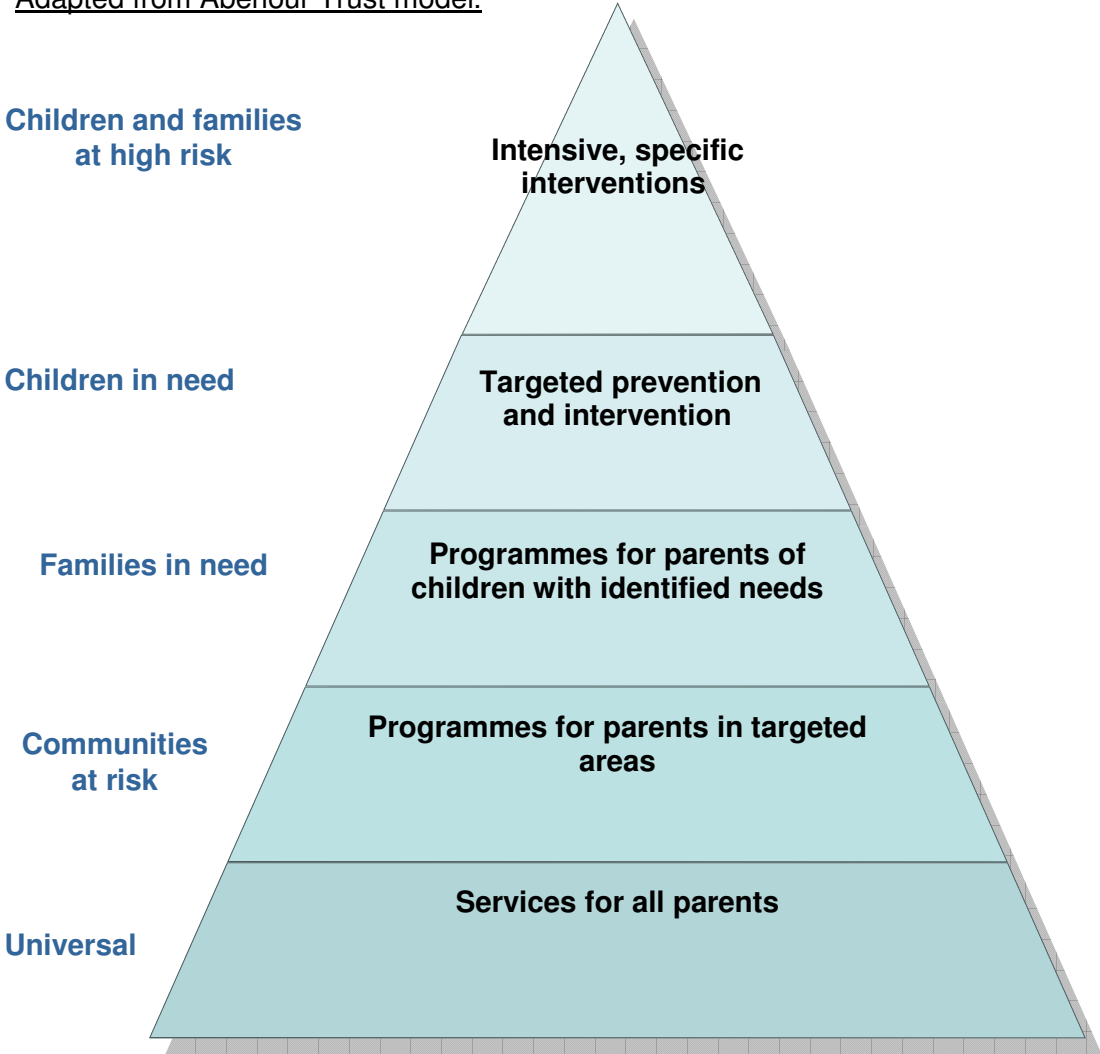 Adapted from Aberlour Trust model.
Children and families
at high risk
Intensive, specific
interventions
Children in need
Targeted prevention
and intervention
Families in need
Programmes for parents of
children with identified needs
Communities
at risk
Programmes for parents in targeted
areas
Services for all parents
Universal